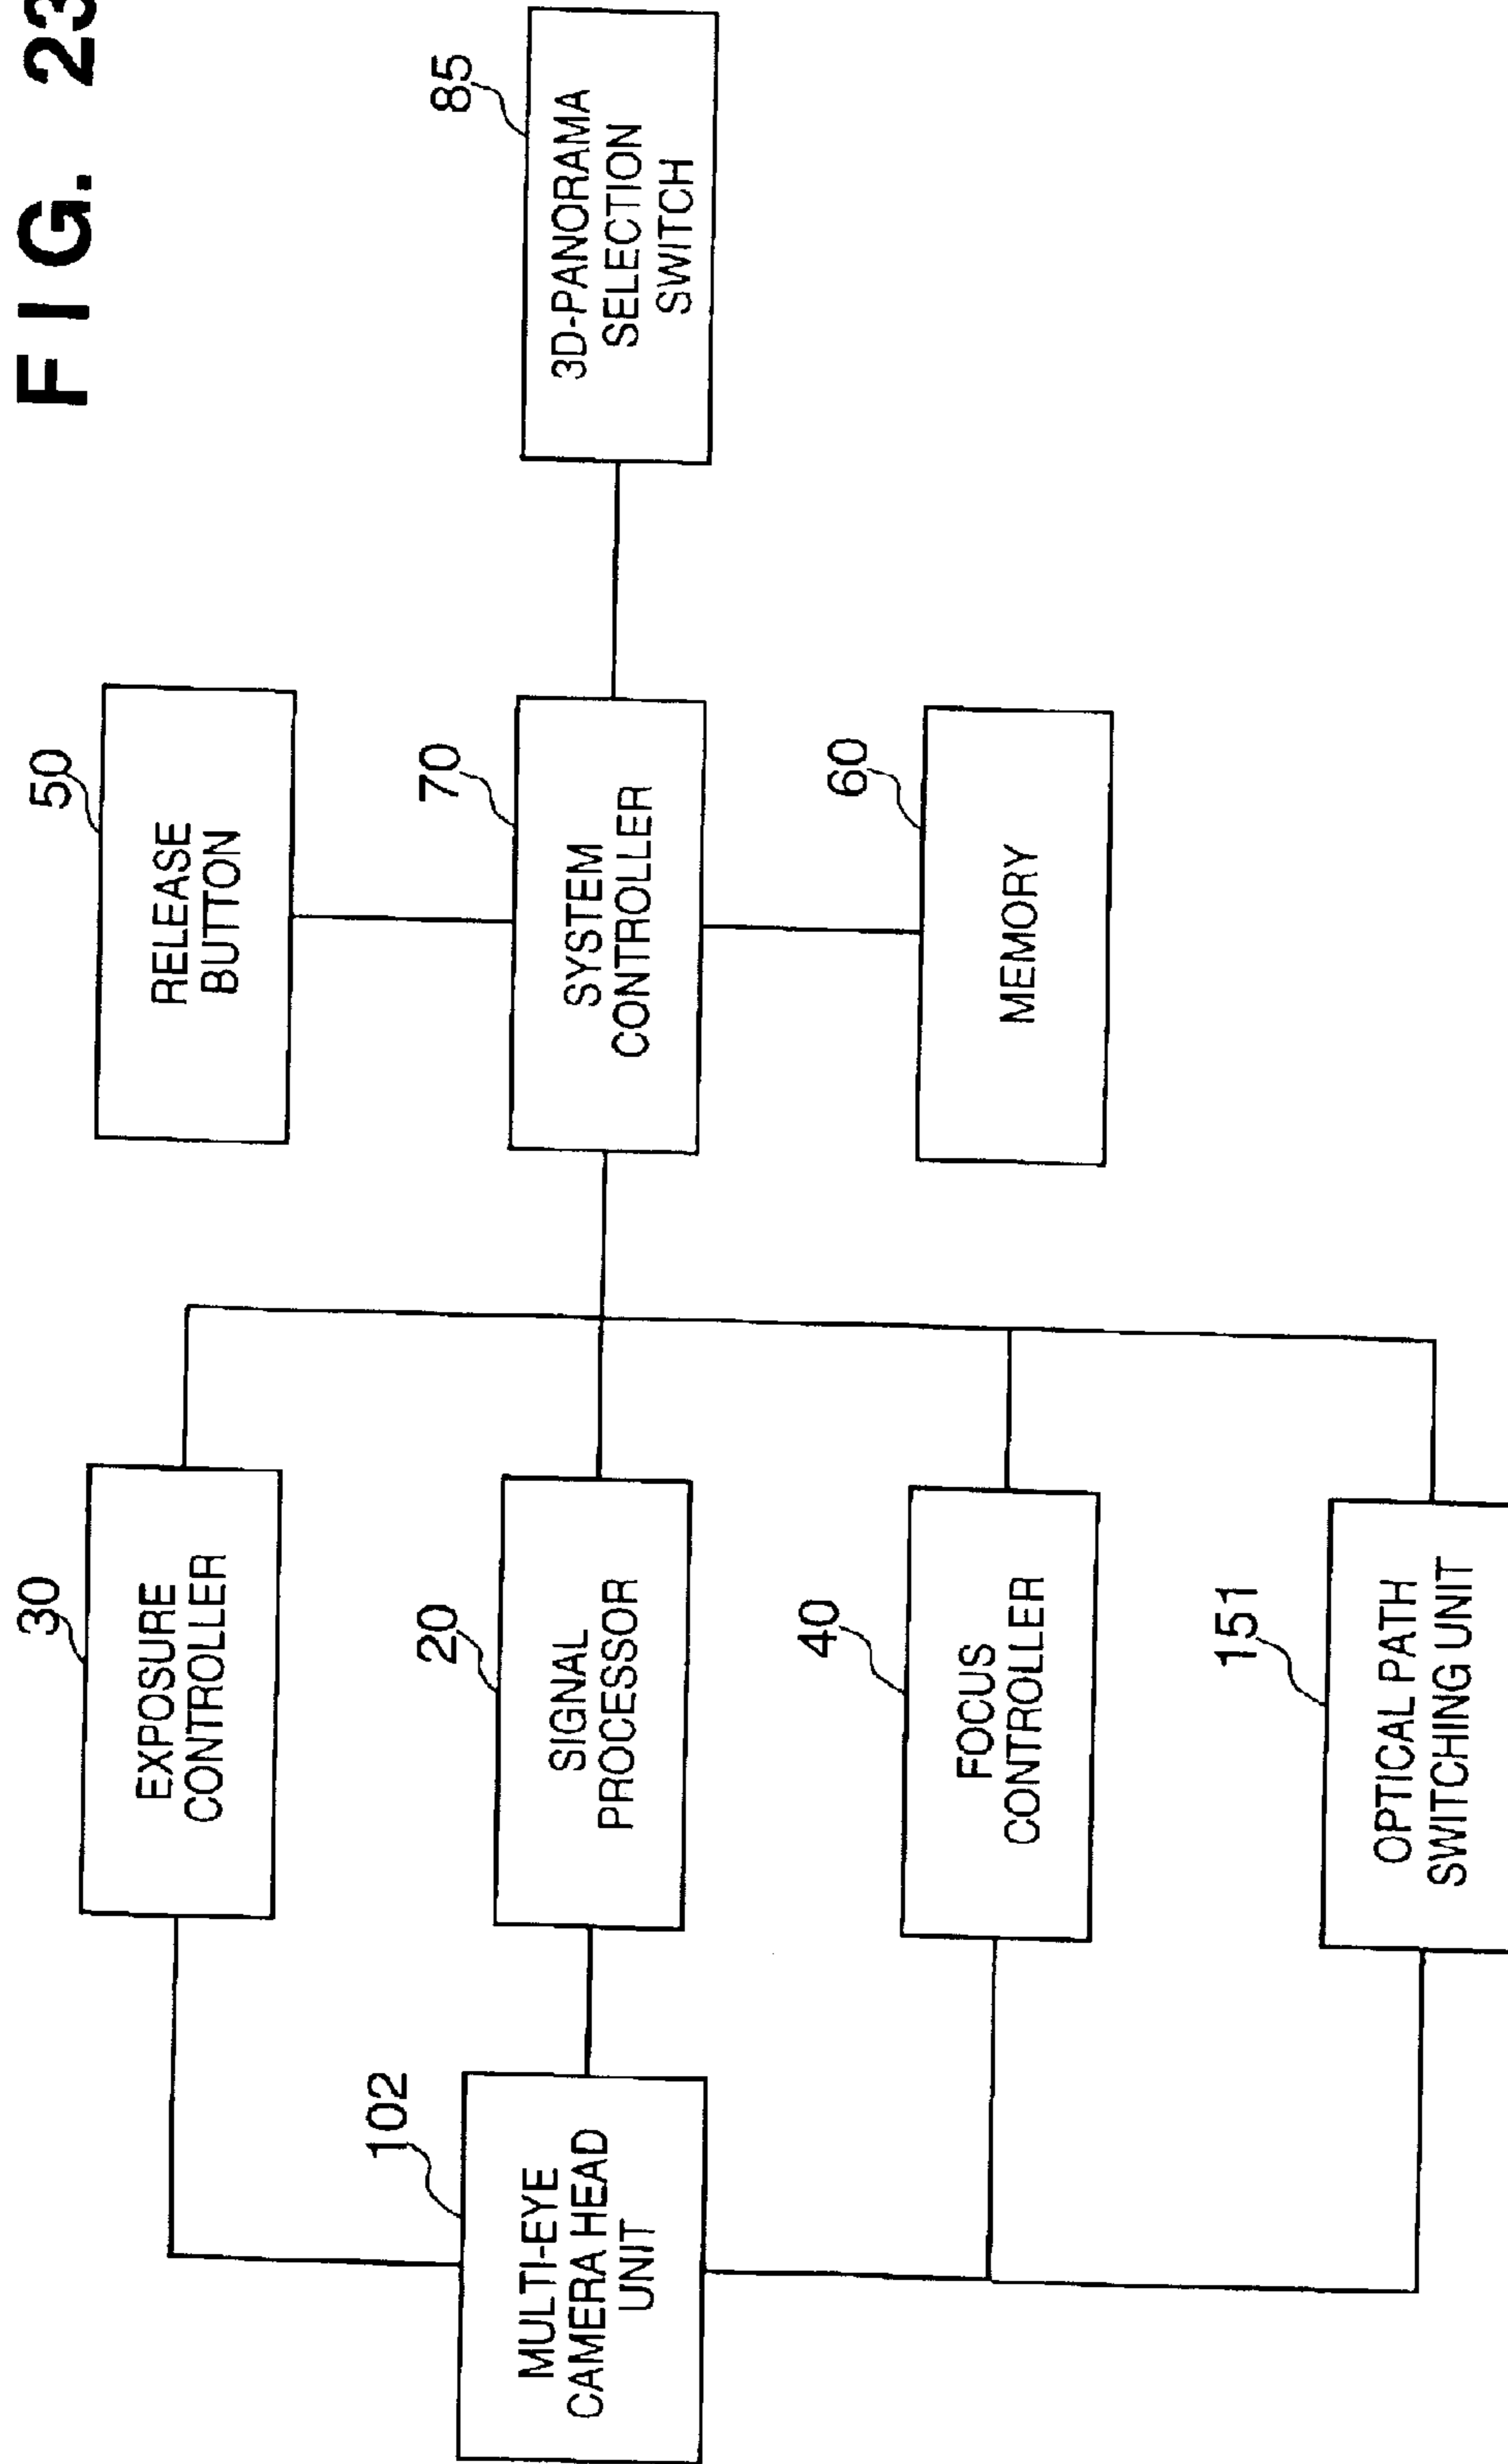 FIG. 23
30
EXPOSURE
CONTROLLER
50
RELEASE
BUTTON
102
MULTI-EYE
CAMERA HEAD
UNIT
20
SIGNAL
PROCESSOR
70
SYSTEM
CONTROLLER
85
3D-PANORAMA
SELECTION
SWITCH
40
FOCUS
CONTROLLER
60
MEMORY
151
OPTICAL PATH
SWITCHING UNIT